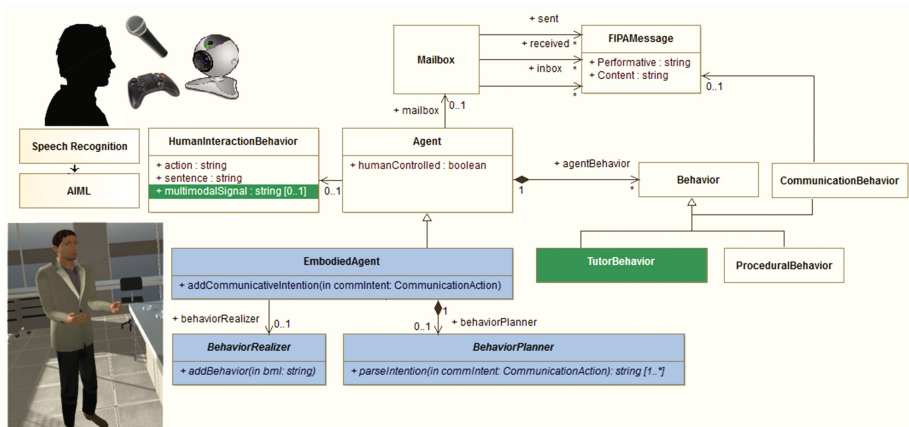 + sent
+ received *
+ inbox *
*
Mailbox
FIPAMessage
+ Performative : string
+ Content : string
+ mailbox 0..1
0..1
Speech Recognition
AIML
HumanInteractionBehavior
+ action : string
+ sentence : string
+ multimodalSignal : string [0..1]
0..1
Agent
+ humanControlled : boolean
1
+ agentBehavior
*
Behavior
CommunicationBehavior
TutorBehavior
ProceduralBehavior
EmbodiedAgent
+ addCommunicativeIntention(in commIntent: CommunicationAction)
+ behaviorRealizer
0..1
1
0..1
+ behaviorPlanner
BehaviorRealizer
+ addBehavior(in bml: string)
BehaviorPlanner
+ parseIntention(in commIntent: CommunicationAction): string [1..*]